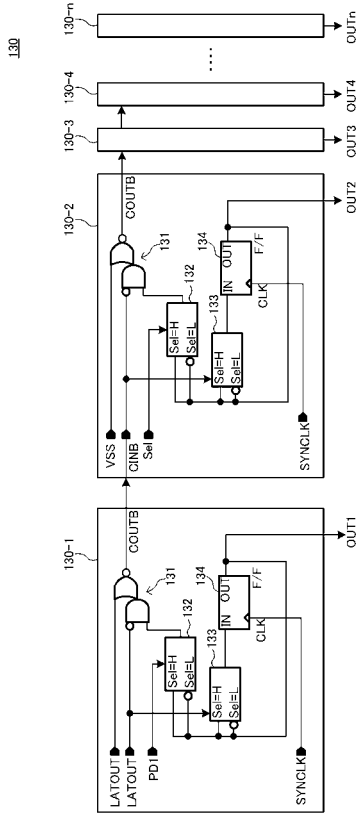 130
130-1
LATOUT
LATOUT
PD1
COUTB
131
132
Sel=H
Sel=L
133
Sel=H
Sel=L
134
IN OUT
F/F
CLK
SYNCLK
OUT1
130-2
VSS
CINB
Sel
COUTB
131
132
Sel=H
Sel=L
133
Sel=H
Sel=L
134
IN OUT
F/F
CLK
SYNCLK
OUT2
130-3
OUT3
130-4
OUT4
....
130-n
OUTn